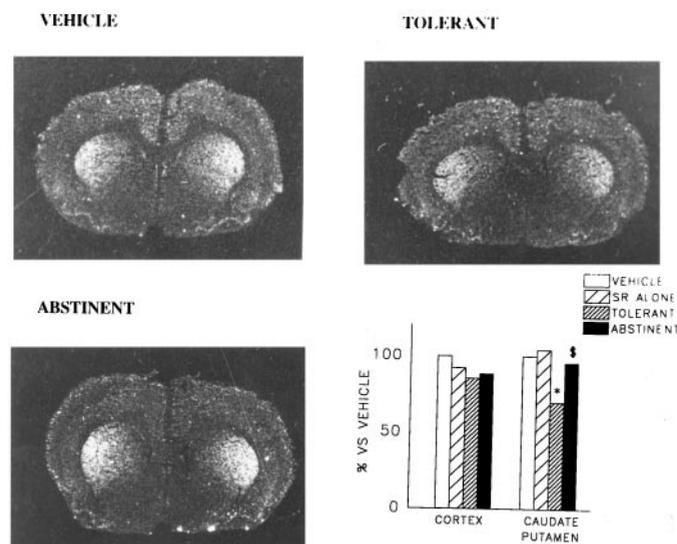 VEHICLE
TOLERANT
ABSTINENT
VEHICLE
SR ALONE
TOLERANT
ABSTINENT
% VS VEHICLE
100
50
0
*
$
CORTEX
CAUDATE
PUTAMEN